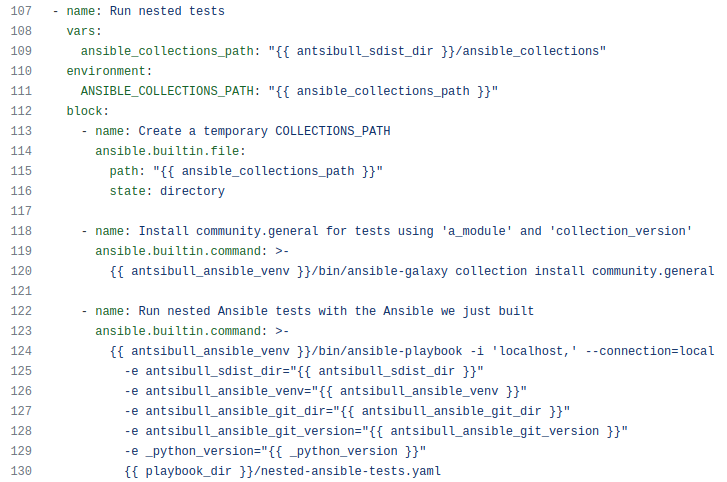 107 - name: Run nested tests
108 vars:
109 ansible_collections_path: "{{ antsibull_sdist_dir }}/ansible_collections"
110 environment:
111 ANSIBLE_COLLECTIONS_PATH: "{{ ansible_collections_path }}"
112 block:
113 - name: Create a temporary COLLECTIONS_PATH
114 ansible.builtin.file:
115 path: "{{ ansible_collections_path }}"
116 state: directory
117
118 - name: Install community.general for tests using 'a_module' and 'collection_version'
119 ansible.builtin.command: >-
120 {{ antsibull_ansible_venv }}/bin/ansible-galaxy collection install community.general
121
122 - name: Run nested Ansible tests with the Ansible we just built
123 ansible.builtin.command: >-
124 {{ antsibull_ansible_venv }}/bin/ansible-playbook -i 'localhost,' --connection=local
125 -e antsibull_sdist_dir="{{ antsibull_sdist_dir }}"
126 -e antsibull_ansible_venv="{{ antsibull_ansible_venv }}"
127 -e antsibull_ansible_git_dir="{{ antsibull_ansible_git_dir }}"
128 -e antsibull_ansible_git_version="{{ antsibull_ansible_git_version }}"
129 -e _python_version="{{ _python_version }}"
130 {{ playbook_dir }}/nested-ansible-tests.yaml